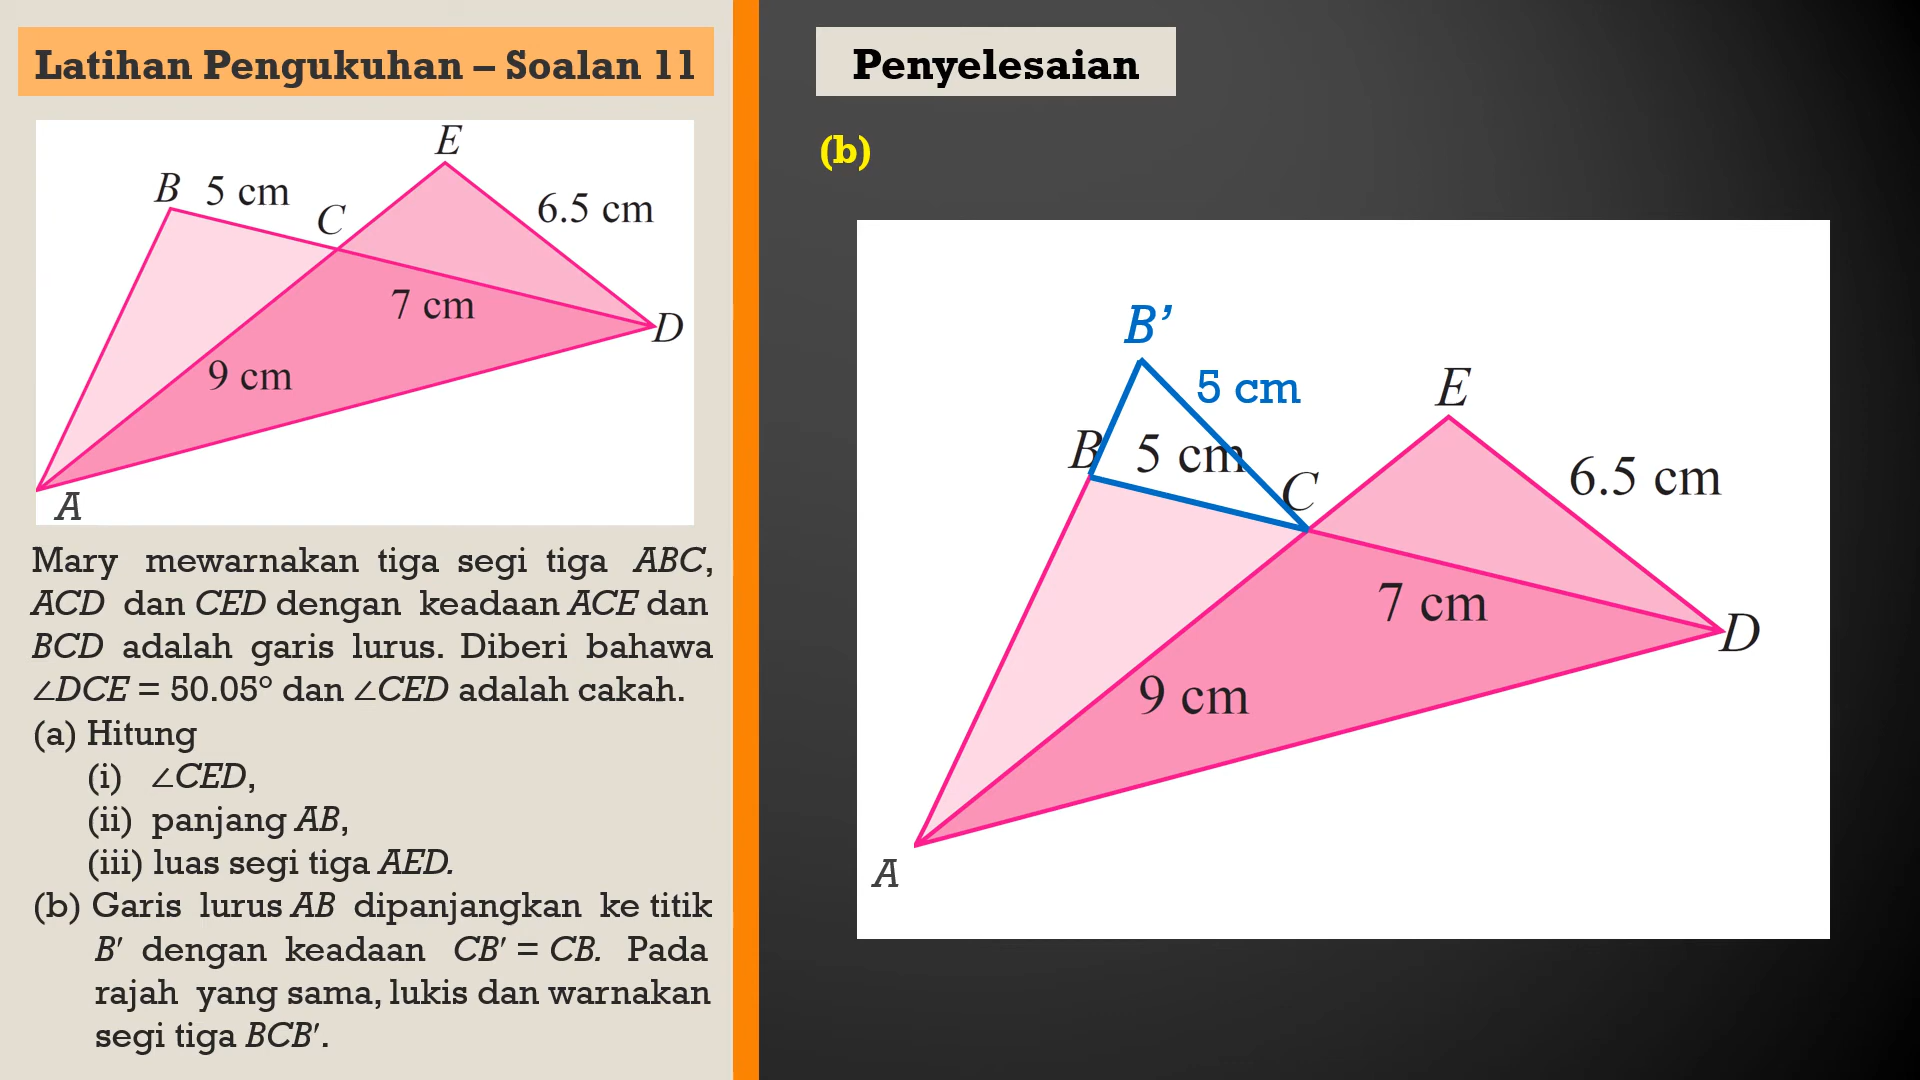 Latihan Pengukuhan – Soalan 11
E
B 5 cm
C
6.5 cm
7 cm
D
9 cm
A
Mary mewarnakan tiga segi tiga ABC,
ACD dan CED dengan keadaan ACE dan
BCD adalah garis lurus. Diberi bahawa
∠DCE = 50.05° dan ∠CED adalah cakah.
(a) Hitung
(i) ∠CED,
(ii) panjang AB,
(iii) luas segi tiga AED.
(b) Garis lurus AB dipanjangkan ke titik
B′ dengan keadaan CB′ = CB. Pada
rajah yang sama, lukis dan warnakan
segi tiga BCB′.
Penyelesaian
(b)
B’
5 cm
E
B 5 cm
C
6.5 cm
7 cm
D
9 cm
A